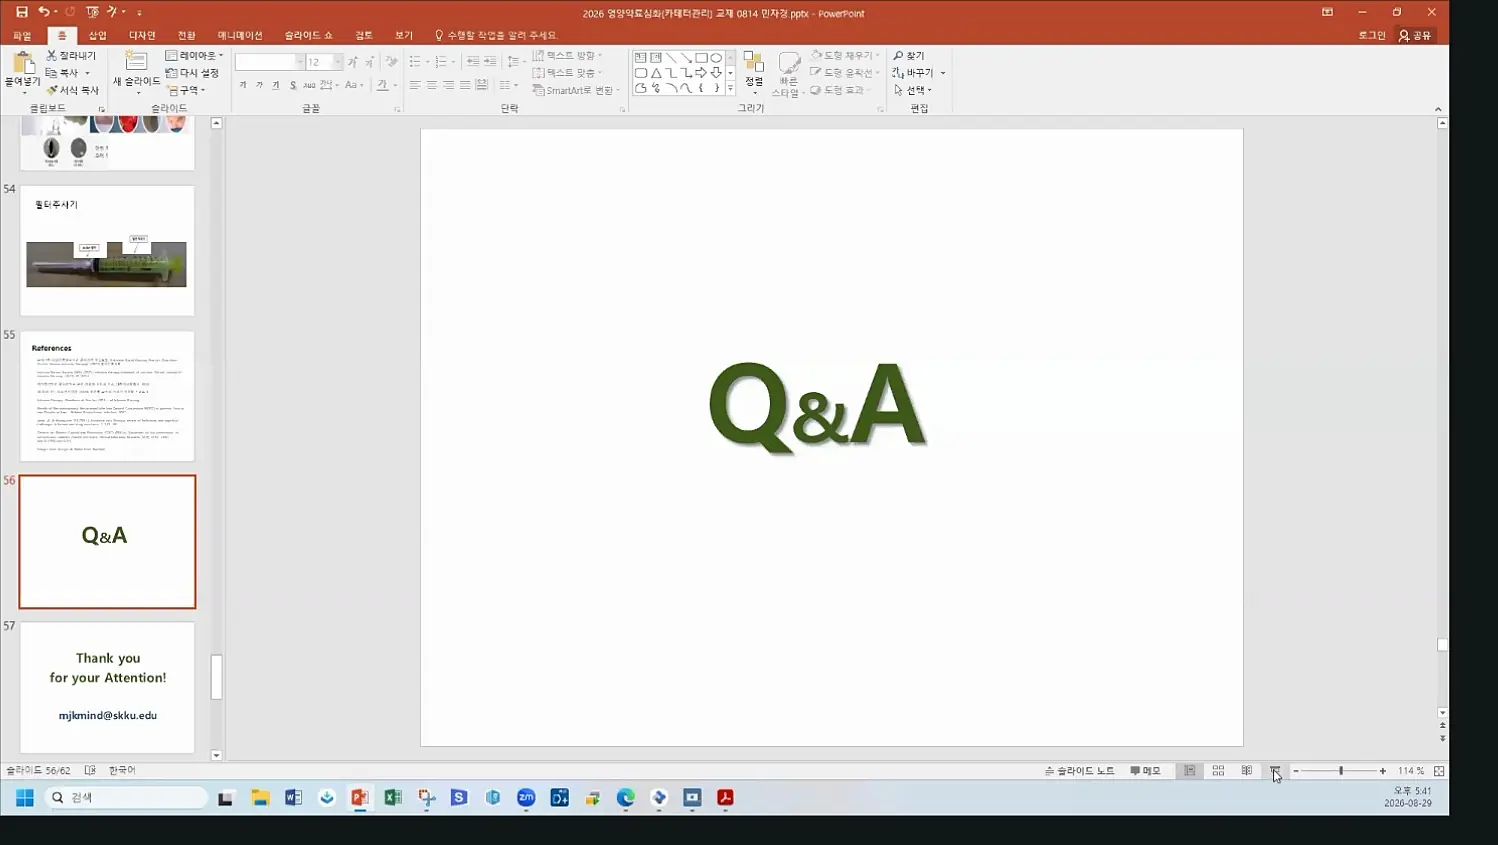 2026 영양약료심화(카테터관리) 교재 0814 민자경.pptx - PowerPoint
파일 홈 삽입 디자인 전환 애니메이션 슬라이드 쇼 검토 보기 수행할 작업을 알려 주세요. 로그인 공유
붙여넣기
잘라내기
복사
서식 복사
클립보드
새 슬라이드
레이아웃
다시 설정
구역
슬라이드
12
가 가 가 S
Aa
가
글꼴
텍스트 방향
텍스트 맞춤
SmartArt로 변환
단락
정렬
빠른 스타일
도형 채우기
도형 윤곽선
도형 효과
그리기
찾기
바꾸기
선택
편집
54
필터주사기
55
References
56
Q&A
57
Thank you
for your Attention!
mjkmind@skku.edu
Q&A
슬라이드 56/62 한국어 슬라이드 노트 메모 114 %
검색
오후 5:41
2026-08-29